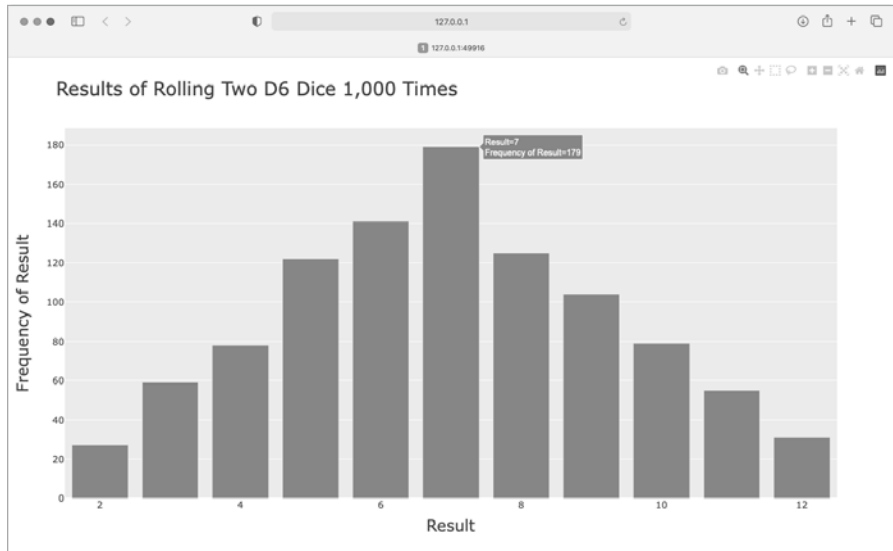 127.0.0.1
1 127.0.0.1:49916
Results of Rolling Two D6 Dice 1,000 Times
Result=7
Frequency of Result=179
180
160
140
120
100
80
60
40
20
0
Frequency of Result
2 4 6 8 10 12
Result